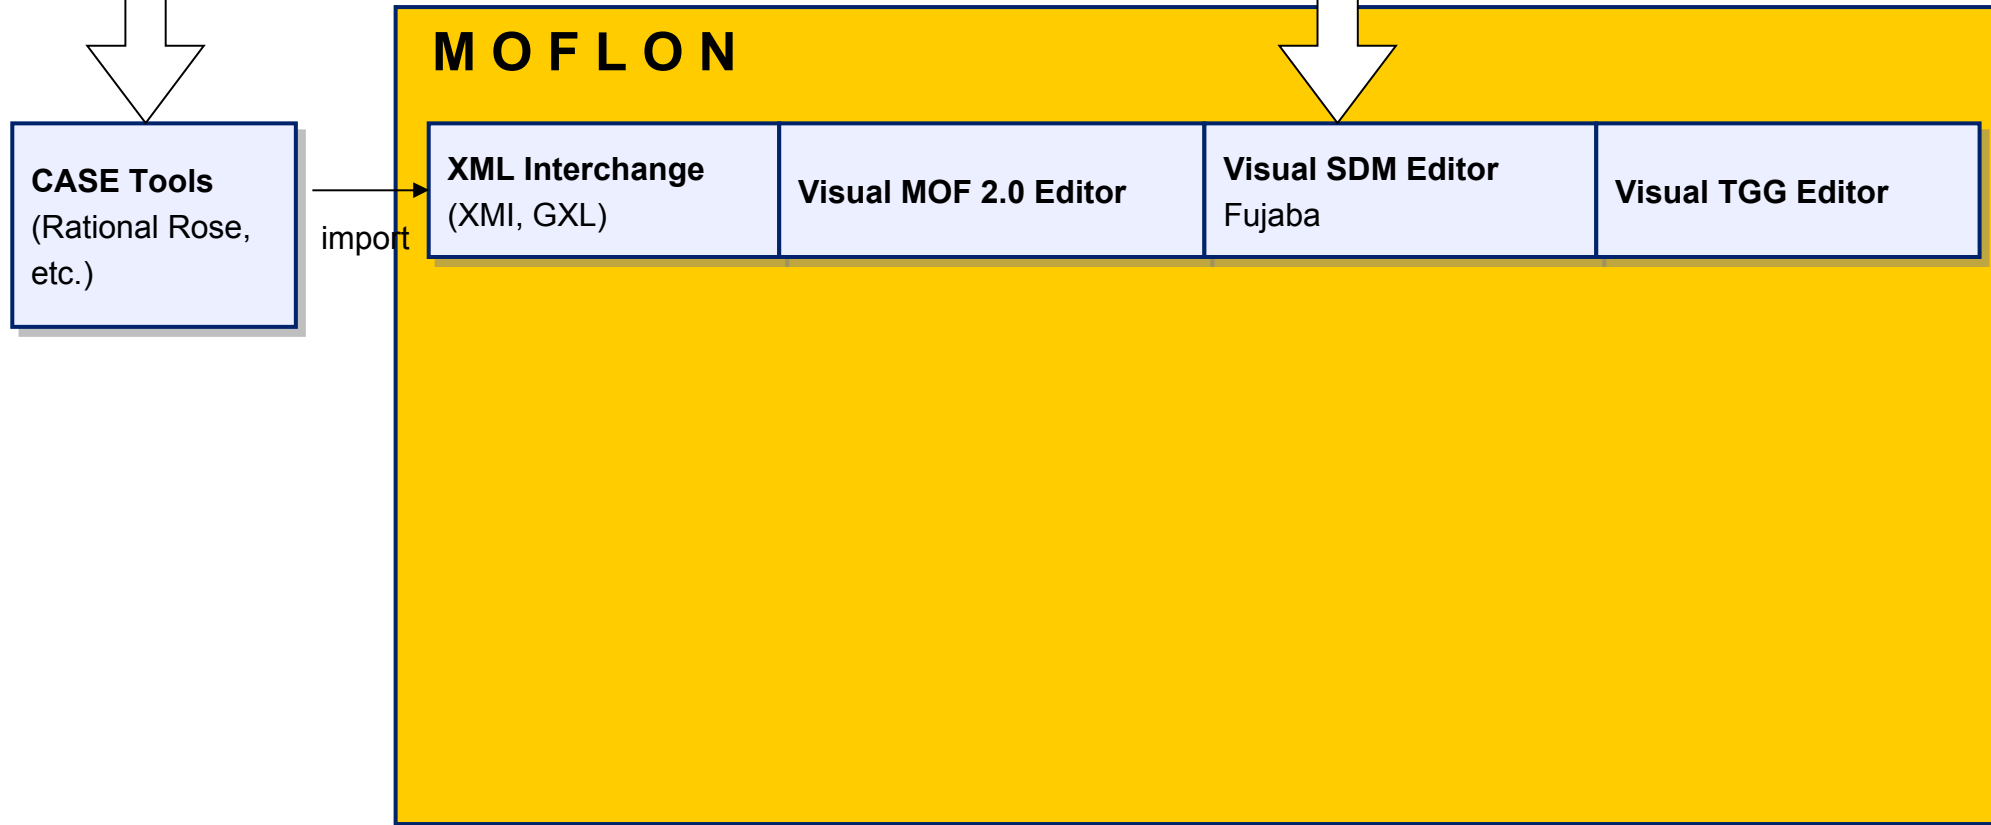 M O F L O N
CASE Tools
(Rational Rose,
etc.)
import
XML Interchange
(XMI, GXL)
Visual MOF 2.0 Editor
Visual SDM Editor
Fujaba
Visual TGG Editor